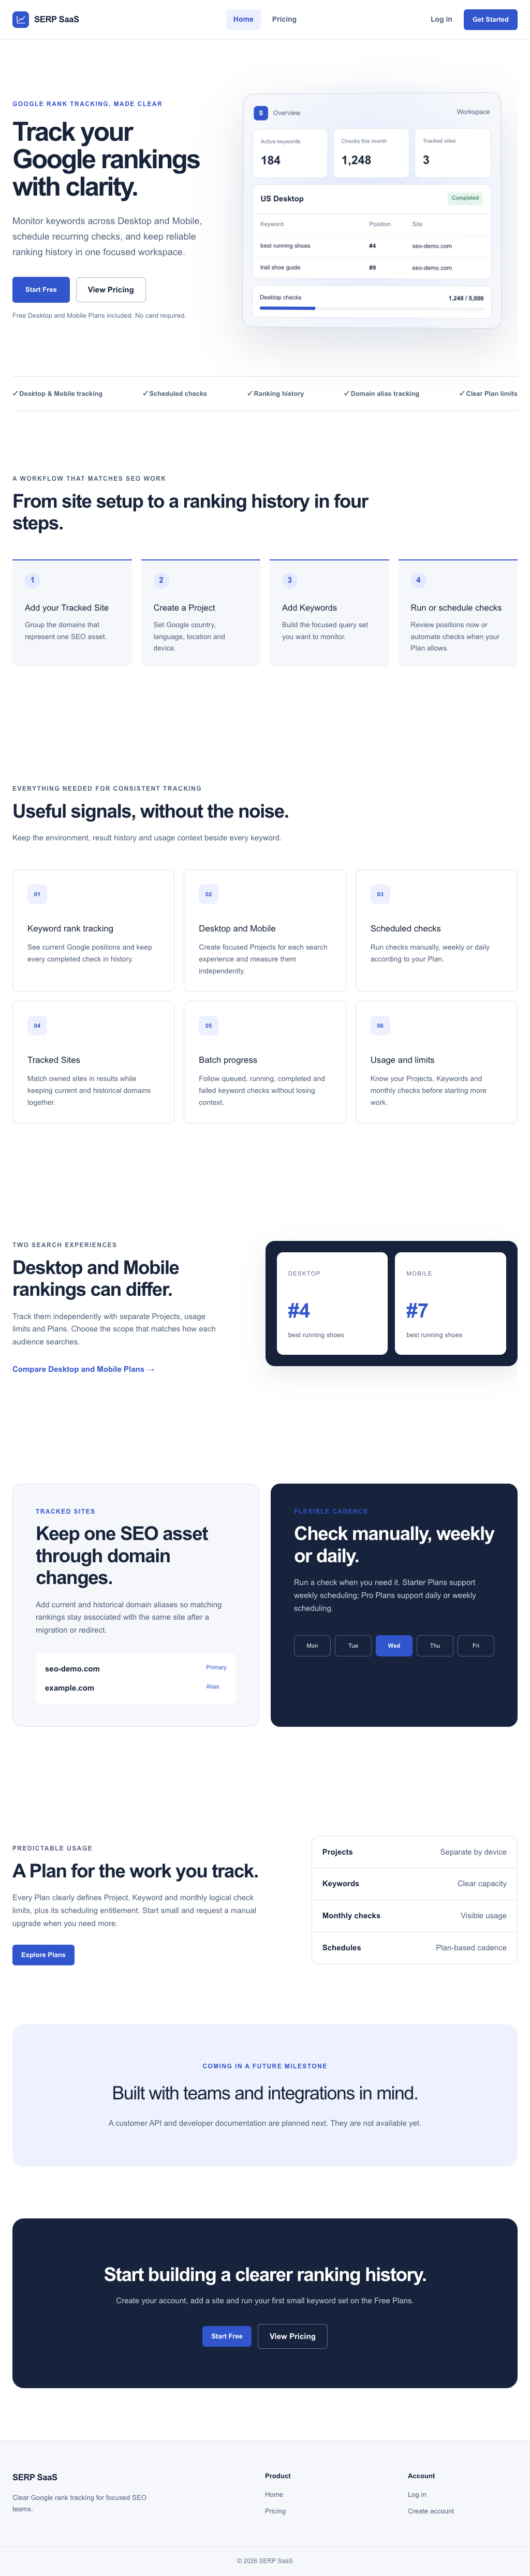 SERP SaaS
Home
Pricing
Log in
Get Started
GOOGLE RANK TRACKING, MADE CLEAR
Track your
Google rankings
with clarity.
Monitor keywords across Desktop and Mobile,
schedule recurring checks, and keep reliable
ranking history in one focused workspace.
Start Free
View Pricing
Free Desktop and Mobile Plans included. No card required.
S
Overview
Workspace
Active keywords
184
Checks this month
1,248
Tracked sites
3
US Desktop
Completed
Keyword Position Site
best running shoes #4 seo-demo.com
trail shoe guide #9 seo-demo.com
Desktop checks 1,248 / 5,000
✓ Desktop & Mobile tracking
✓ Scheduled checks
✓ Ranking history
✓ Domain alias tracking
✓ Clear Plan limits
A WORKFLOW THAT MATCHES SEO WORK
From site setup to a ranking history in four
steps.
1
Add your Tracked Site
Group the domains that
represent one SEO asset.
2
Create a Project
Set Google country,
language, location and
device.
3
Add Keywords
Build the focused query set
you want to monitor.
4
Run or schedule checks
Review positions now or
automate checks when your
Plan allows.
EVERYTHING NEEDED FOR CONSISTENT TRACKING
Useful signals, without the noise.
Keep the environment, result history and usage context beside every keyword.
01
Keyword rank tracking
See current Google positions and keep
every completed check in history.
02
Desktop and Mobile
Create focused Projects for each search
experience and measure them
independently.
03
Scheduled checks
Run checks manually, weekly or daily
according to your Plan.
04
Tracked Sites
Match owned sites in results while
keeping current and historical domains
together.
05
Batch progress
Follow queued, running, completed and
failed keyword checks without losing
context.
06
Usage and limits
Know your Projects, Keywords and
monthly checks before starting more
work.
TWO SEARCH EXPERIENCES
Desktop and Mobile
rankings can differ.
Track them independently with separate Projects, usage
limits and Plans. Choose the scope that matches how each
audience searches.
Compare Desktop and Mobile Plans →
DESKTOP
#4
best running shoes
MOBILE
#7
best running shoes
TRACKED SITES
Keep one SEO asset
through domain
changes.
Add current and historical domain aliases so matching
rankings stay associated with the same site after a
migration or redirect.
seo-demo.com Primary
example.com Alias
FLEXIBLE CADENCE
Check manually, weekly
or daily.
Run a check when you need it. Starter Plans support
weekly scheduling; Pro Plans support daily or weekly
scheduling.
Mon
Tue
Wed
Thu
Fri
PREDICTABLE USAGE
A Plan for the work you track.
Every Plan clearly defines Project, Keyword and monthly logical check
limits, plus its scheduling entitlement. Start small and request a manual
upgrade when you need more.
Explore Plans
Projects Separate by device
Keywords Clear capacity
Monthly checks Visible usage
Schedules Plan-based cadence
COMING IN A FUTURE MILESTONE
Built with teams and integrations in mind.
A customer API and developer documentation are planned next. They are not available yet.
Start building a clearer ranking history.
Create your account, add a site and run your first small keyword set on the Free Plans.
Start Free
View Pricing
SERP SaaS
Clear Google rank tracking for focused SEO
teams.
Product
Home
Pricing
Account
Log in
Create account
© 2026 SERP SaaS